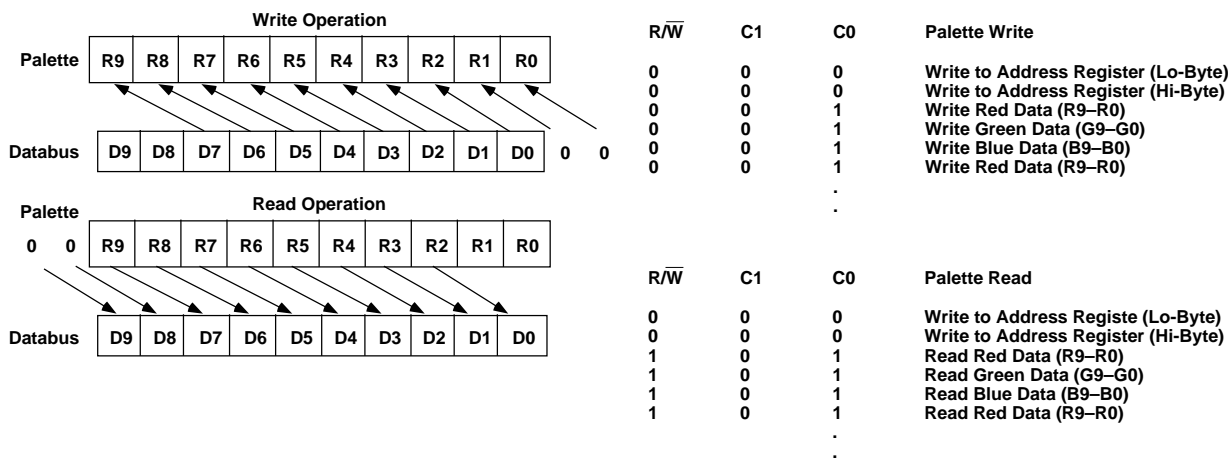 Write Operation
Palette R9 R8 R7 R6 R5 R4 R3 R2 R1 R0
Databus D9 D8 D7 D6 D5 D4 D3 D2 D1 D0 0 0
Read Operation
Palette
0 0 R9 R8 R7 R6 R5 R4 R3 R2 R1 R0
Databus D9 D8 D7 D6 D5 D4 D3 D2 D1 D0
R/W̅ C1 C0 Palette Write
0 0 0 Write to Address Register (Lo-Byte)
0 0 0 Write to Address Register (Hi-Byte)
0 0 1 Write Red Data (R9–R0)
0 0 1 Write Green Data (G9–G0)
0 0 1 Write Blue Data (B9–B0)
0 0 1 Write Red Data (R9–R0)
.
.
R/W̅ C1 C0 Palette Read
0 0 0 Write to Address Registe (Lo-Byte)
0 0 0 Write to Address Register (Hi-Byte)
1 0 1 Read Red Data (R9–R0)
1 0 1 Read Green Data (G9–G0)
1 0 1 Read Blue Data (B9–B0)
1 0 1 Read Red Data (R9–R0)
.
.